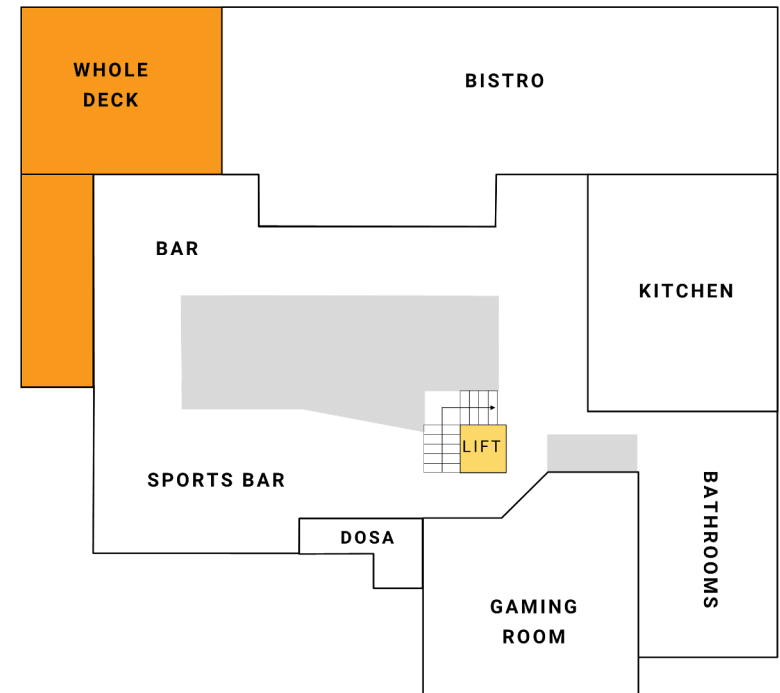 WHOLE
DECK
BISTRO
BAR
KITCHEN
LIFT
SPORTS BAR
BATHROOMS
DOSA
GAMING
ROOM